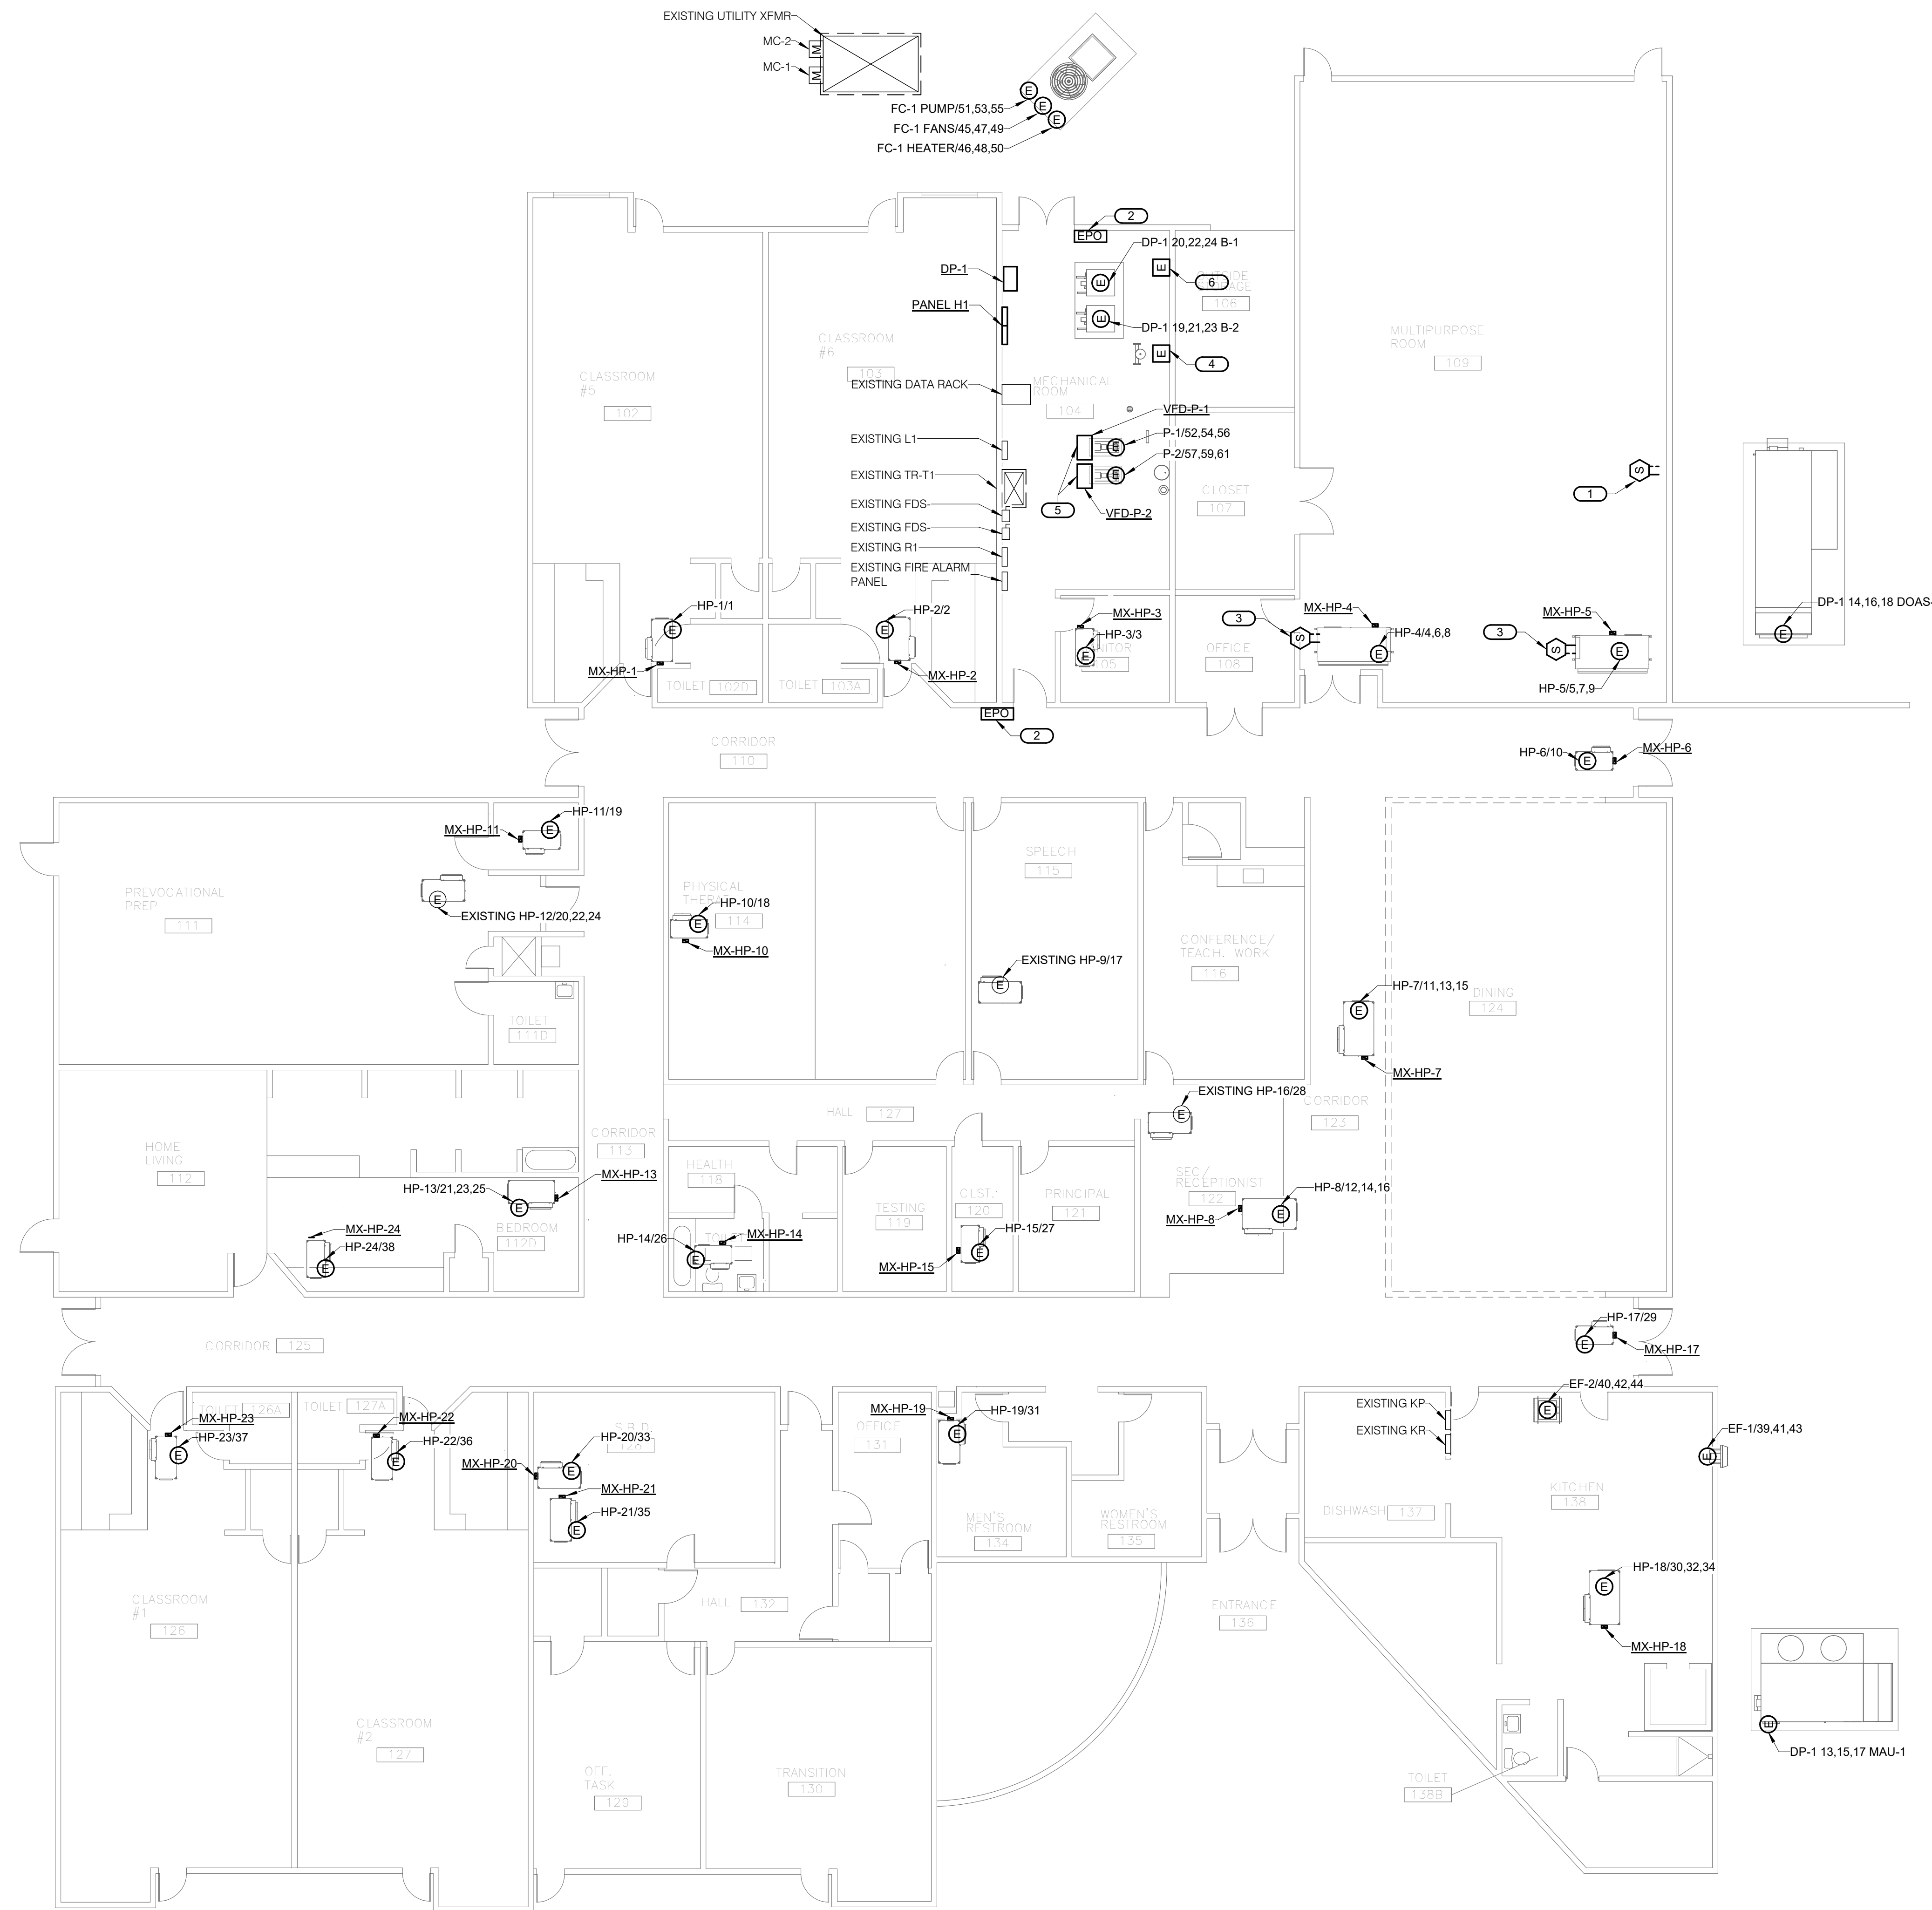 EXISTING UTILITY XFMR
MC-2
M
MC-1
M
E
E
E
FC-1 PUMP/51,53,55
FC-1 FANS/45,47,49
FC-1 HEATER/46,48,50
2
EPO
DP-1 20,22,24 B-1
E
E
6
OUTSIDE
106
DP-1
PANEL H1
DP-1 19,21,23 B-2
E
E
4
MULTIPURPOSE
ROOM
109
CLASSROOM
#6
103
CLASSROOM
#5
102
EXISTING DATA RACK
MECHANICAL
ROOM
104
VFD-P-1
P-1/52,54,56
E
P-2/57,59,61
E
5
VFD-P-2
EXISTING L1
EXISTING TR-T1
EXISTING FDS-
EXISTING FDS-
EXISTING R1
EXISTING FIRE ALARM
PANEL
CLOSET
107
S
1
HP-1/1
E
MX-HP-1
TOILET 102D
TOILET 103A
HP-2/2
E
MX-HP-2
MX-HP-3
HP-3/3
E
105
OFFICE
108
3
S
MX-HP-4
HP-4/4,6,8
E
3
S
MX-HP-5
E
HP-5/5,7,9
DP-1 14,16,18 DOAS-
E
EPO
2
CORRIDOR
110
HP-6/10
E
MX-HP-6
HP-11/19
MX-HP-11
E
PREVOCATIONAL
PREP
111
E
EXISTING HP-12/20,22,24
PHYSICAL
114
HP-10/18
E
MX-HP-10
SPEECH
115
EXISTING HP-9/17
E
CONFERENCE/
TEACH. WORK
116
HP-7/11,13,15
E
MX-HP-7
DINING
124
TOILET
111D
EXISTING HP-16/28
E
HALL 127
CORRIDOR
123
CORRIDOR
113
HOME
LIVING
112
HP-13/21,23,25
E
MX-HP-13
BEDROOM
112D
MX-HP-24
HP-24/38
E
HEALTH
118
HP-14/26
E
MX-HP-14
TESTING
119
CLST.
120
HP-15/27
E
MX-HP-15
PRINCIPAL
121
SEC/
RECEPTIONIST
122
HP-8/12,14,16
E
MX-HP-8
HP-17/29
E
MX-HP-17
CORRIDOR 125
TOILET 126A
TOILET 127A
MX-HP-23
HP-23/37
E
MX-HP-22
HP-22/36
E
S.B.D.
128
HP-20/33
MX-HP-20
E
MX-HP-21
HP-21/35
E
OFFICE
131
MX-HP-19
HP-19/31
E
MEN'S
RESTROOM
134
WOMEN'S
RESTROOM
135
EXISTING KP
EXISTING KR
EF-2/40,42,44
E
EF-1/39,41,43
E
KITCHEN
138
DISHWASH 137
HP-18/30,32,34
E
MX-HP-18
CLASSROOM
#1
126
HALL 132
ENTRANCE
136
CLASSROOM
#2
127
OFF.
TASK
129
TRANSITION
130
TOILET
138B
E
DP-1 13,15,17 MAU-1